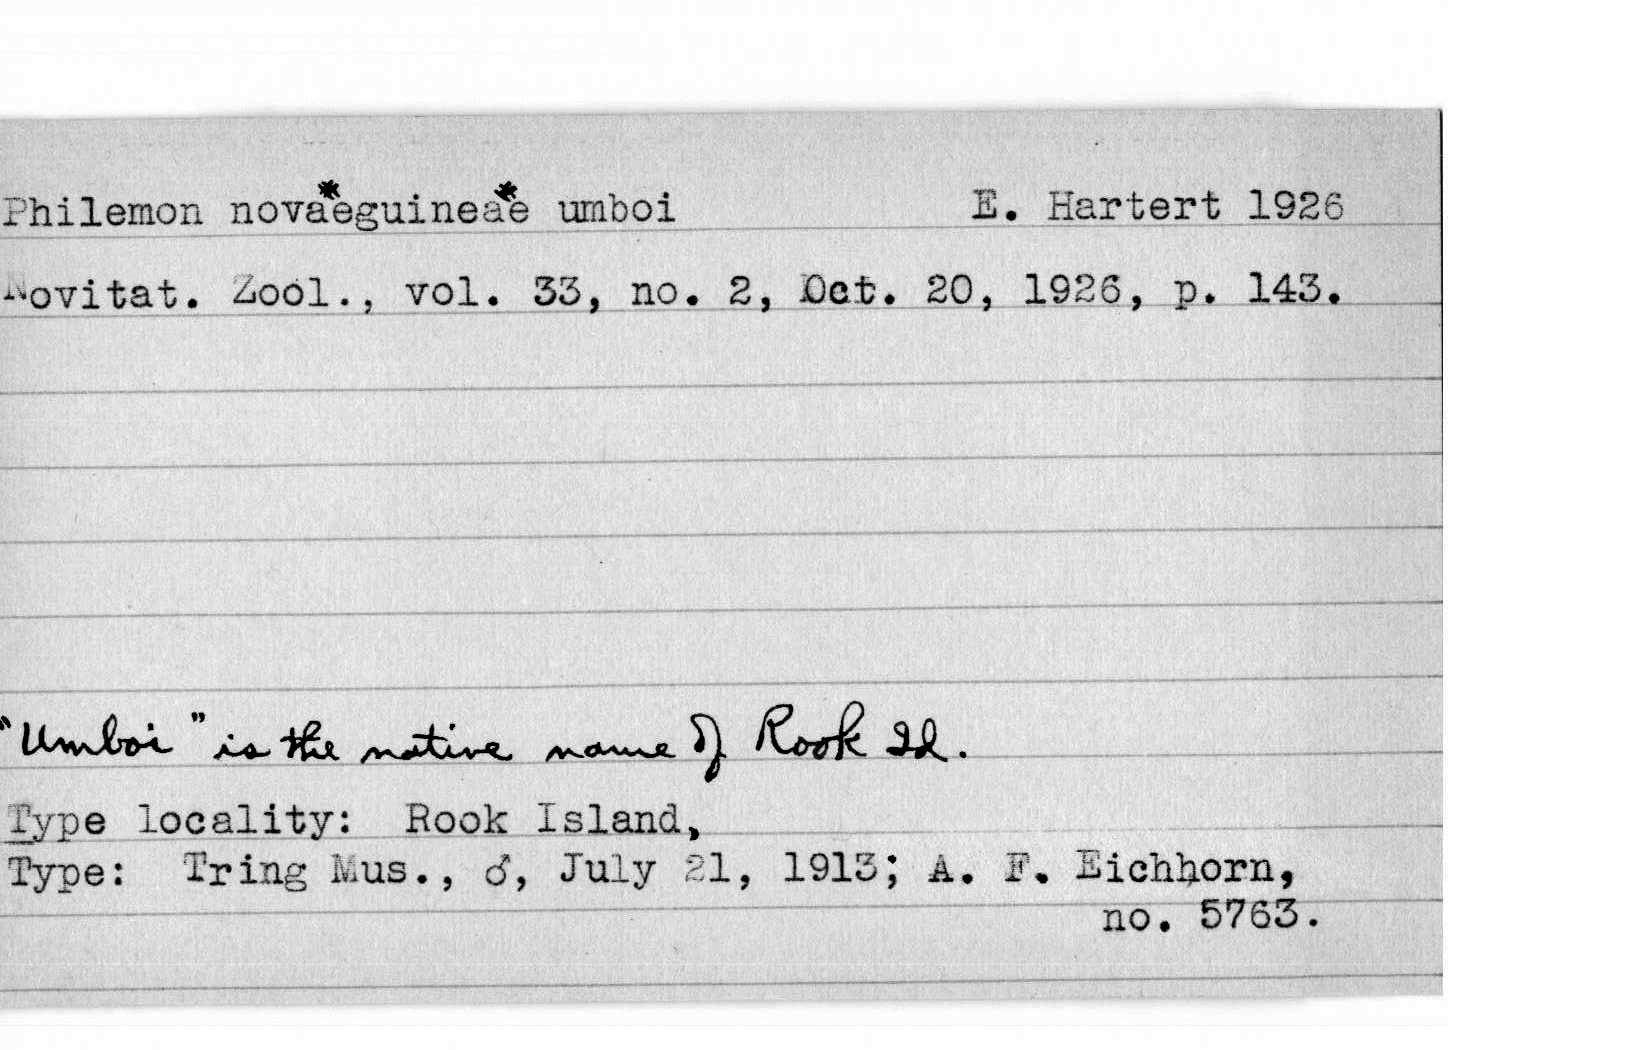 Philemon novaeguineae umboi E. Hartert 1926
Novitat. Zool., vol. 33, no. 2, Oct. 20, 1926, p. 143.
"Umboi" is the native name of Rook Id.
Type locality: Rook Island,
Type: Tring Mus., ♂, July 21, 1913; A. F. Eichhorn,
no. 5763.